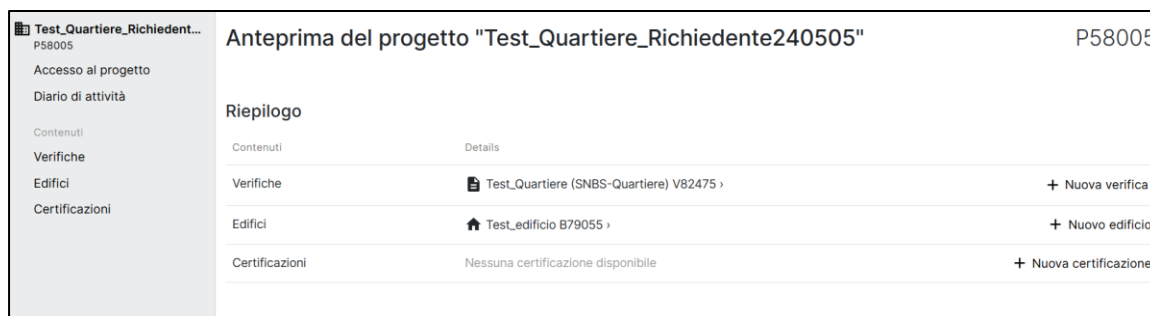 Test_Quartiere_Richiedent...
P58005
Accesso al progetto
Diario di attività
Contenuti
Verifiche
Edifici
Certificazioni
Anteprima del progetto "Test_Quartiere_Richiedente240505" P58005
Riepilogo
Contenuti Details
Verifiche Test_Quartiere (SNBS-Quartiere) V82475 › + Nuova verifica
Edifici Test_edificio B79055 › + Nuovo edificio
Certificazioni Nessuna certificazione disponibile + Nuova certificazione